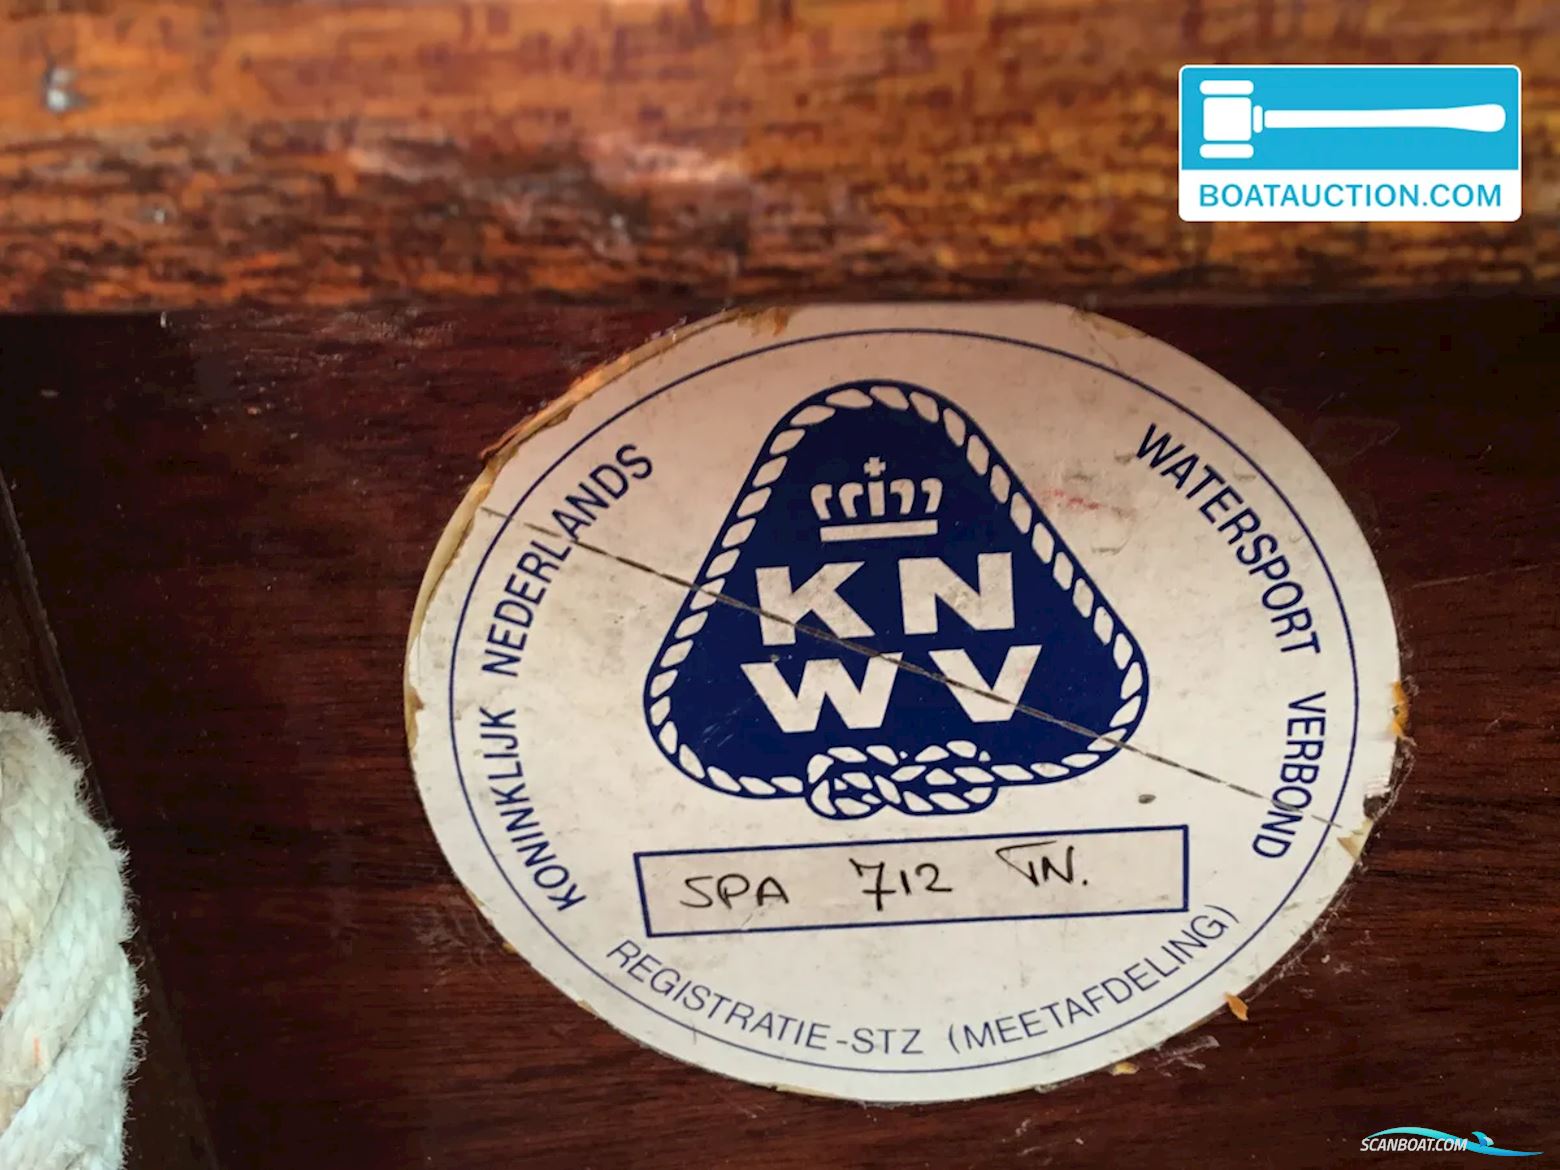 BOATAUCTION.COM
KONINKLIJK NEDERLANDS WATERSPORT VERBOND
KN
WV
SPA 712 TN.
REGISTRATIE-STZ (MEETAFDELING)
SCANBOAT.COM